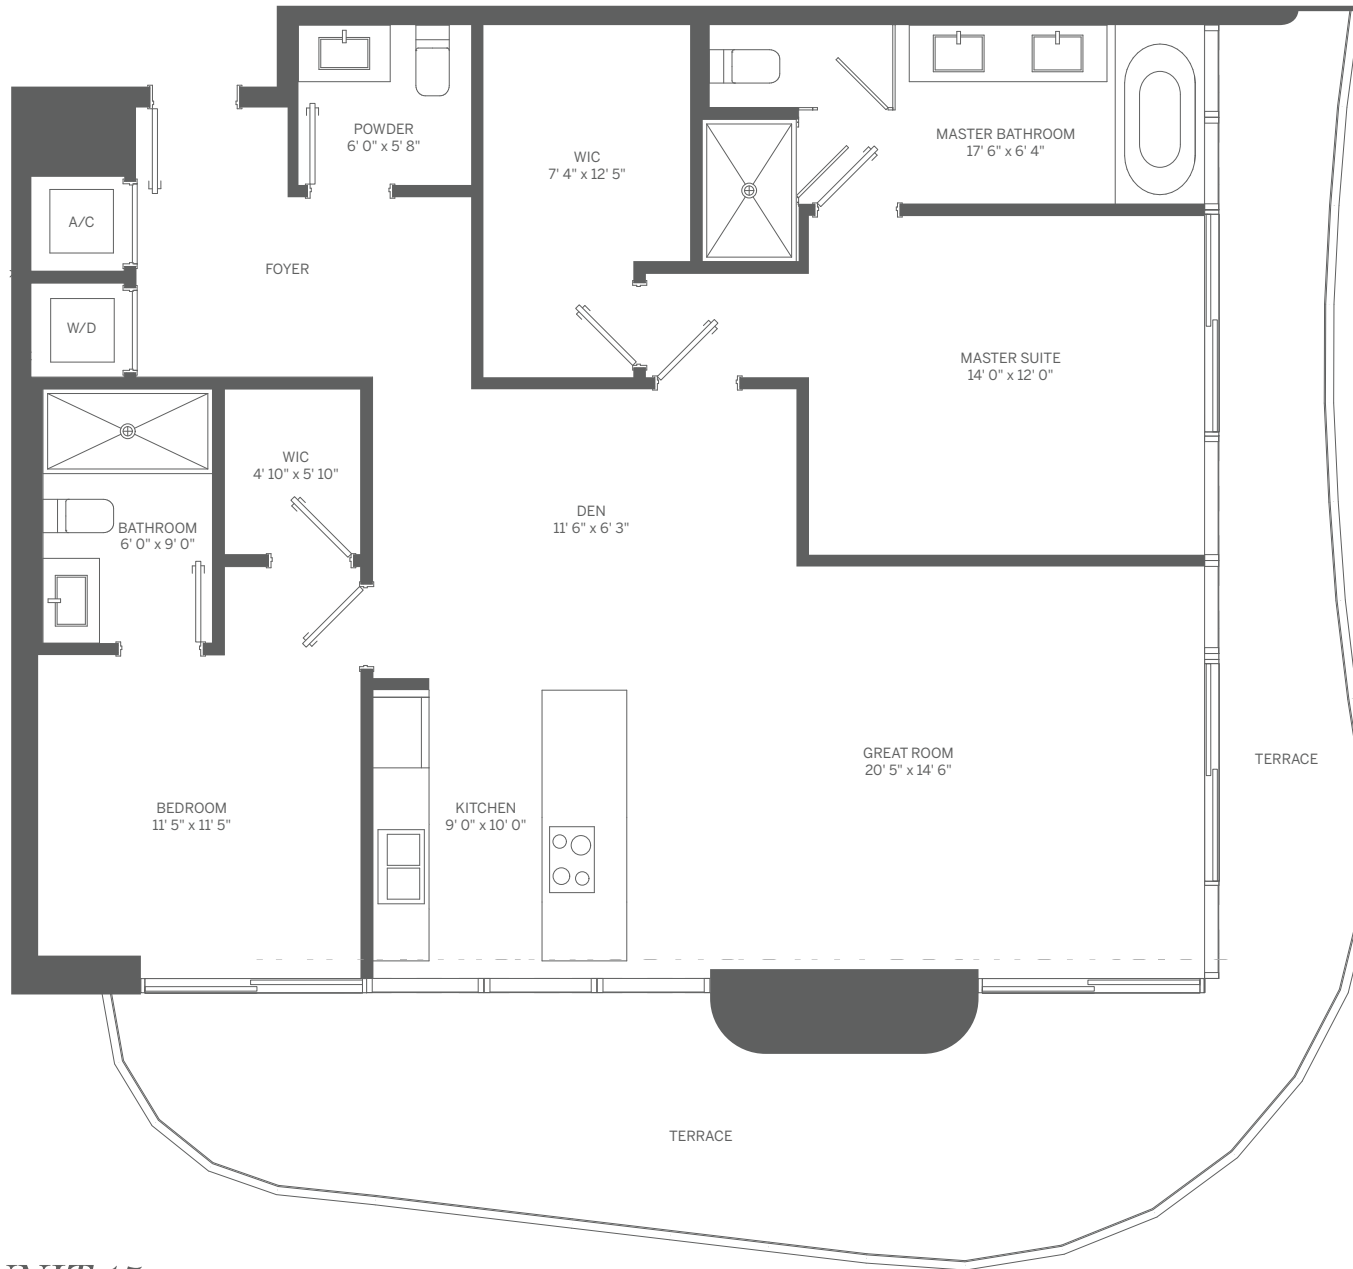 POWDER
6' 0" x 5' 8"
WIC
7' 4" x 12' 5"
MASTER BATHROOM
17' 6" x 6' 4"
A/C
FOYER
W/D
MASTER SUITE
14' 0" x 12' 0"
WIC
4' 10" x 5' 10"
BATHROOM
6' 0" x 9' 0"
DEN
11' 6" x 6' 3"
GREAT ROOM
20' 5" x 14' 6"
TERRACE
BEDROOM
11' 5" x 11' 5"
KITCHEN
9' 0" x 10' 0"
TERRACE